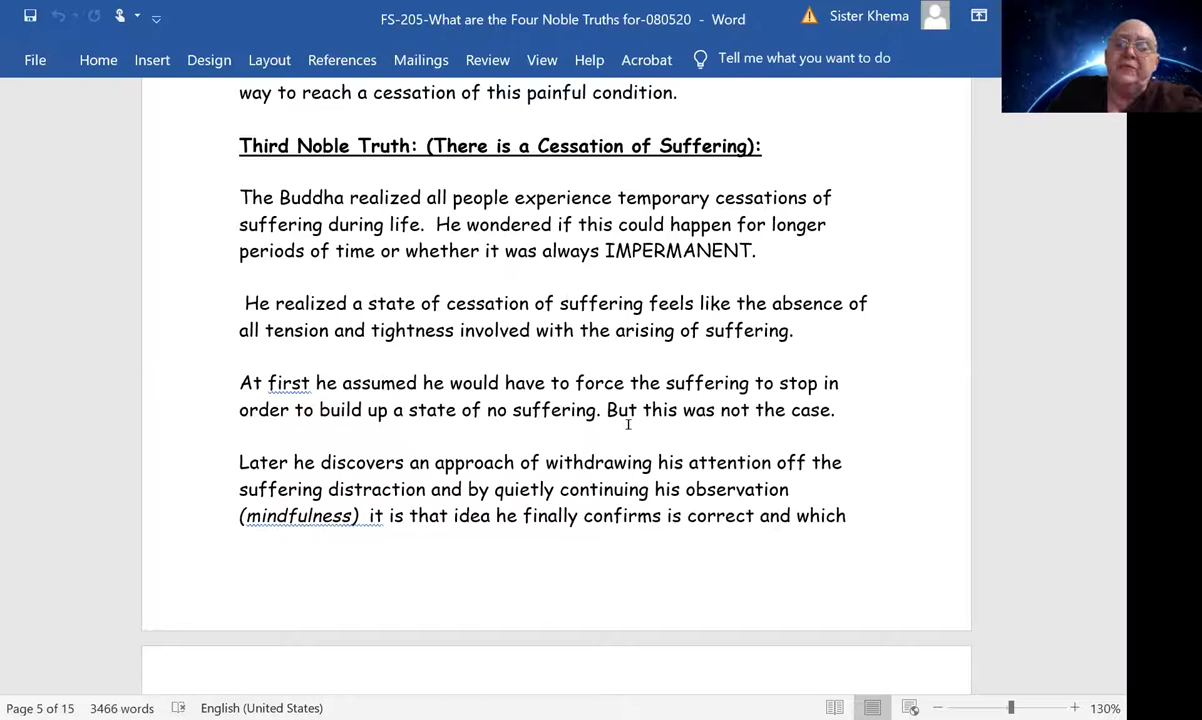 FS-205-What are the Four Noble Truths for-080520 - Word
Sister Khema
File Home Insert Design Layout References Mailings Review View Help Acrobat Tell me what you want to do
way to reach a cessation of this painful condition.
Third Noble Truth: (There is a Cessation of Suffering):
The Buddha realized all people experience temporary cessations of
suffering during life. He wondered if this could happen for longer
periods of time or whether it was always IMPERMANENT.
He realized a state of cessation of suffering feels like the absence of
all tension and tightness involved with the arising of suffering.
At first he assumed he would have to force the suffering to stop in
order to build up a state of no suffering. But this was not the case.
Later he discovers an approach of withdrawing his attention off the
suffering distraction and by quietly continuing his observation
(mindfulness) it is that idea he finally confirms is correct and which
Page 5 of 15 3466 words English (United States) 130%